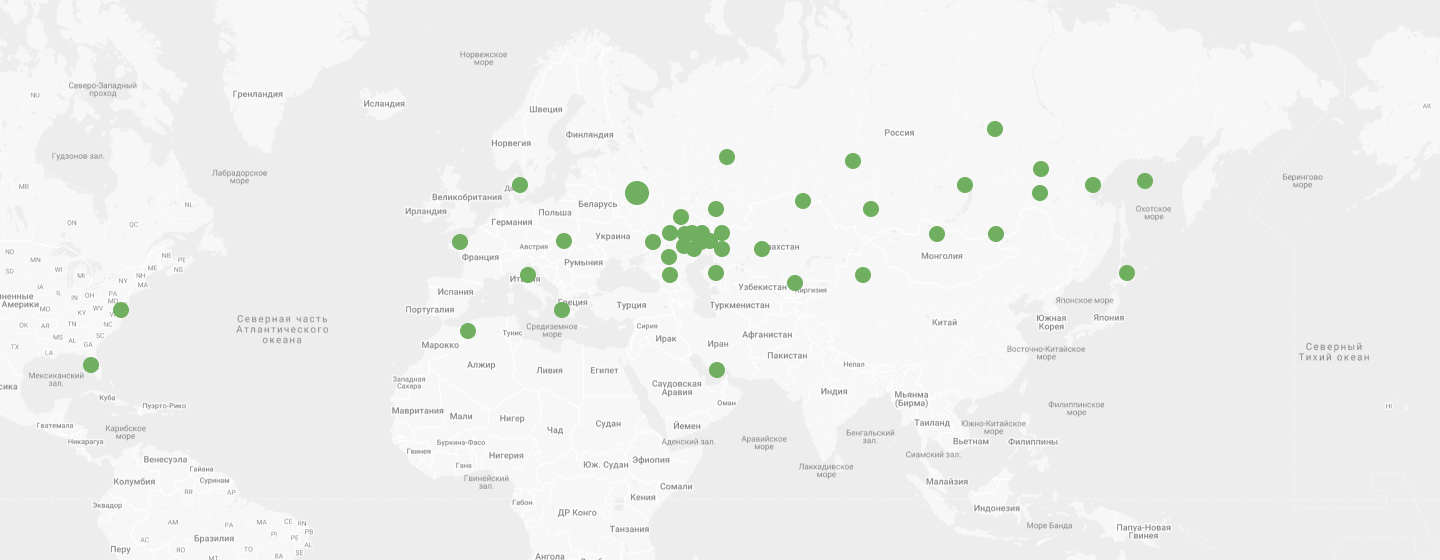 Норвежское
море
Северо-Западный
проход
NU
Гренландия
Исландия
AK
Швеция
Финляндия
Россия
Норвегия
Гудзонов зал.
Лабрадорское
море
MB
Берингово
море
Великобритания
NL
Беларусь
Ирландия
Польша
Охотское
море
ON
QC
Германия
Украина
Австрия
NB
PE
ND
MN
Франция
Румыния
Монголия
ME
NS
SD
WI
MI
NH
NY
MA
IA
IL
IN
OH
PA
MD
Испания
Узбекистан
Киргизия
Америки
MO
KS
WV
VA
Португалия
Греция
Турция
Туркменистан
Японское море
Северная часть
Атлантического
океана
Тунис
Средиземное
море
Сирия
Южная
Корея
Япония
Китай
OK
AR
TN
NC
MS
AL
SC
GA
TX
LA
Марокко
Ирак
Иран
Афганистан
Пакистан
Восточно-Китайское
море
Северный
Тихий океан
Алжир
Ливия
Египет
Непал
Мексиканский
зал.
Западная
Сахара
Саудовская
Аравия
Индия
Мьянма
(Бирма)
Куба
Пуэрто-Рико
Оман
Филиппинское
море
HI
Мавритания
Мали
Нигер
Чад
Судан
Йемен
Таиланд
Южно-Китайское
море
Гватемала
Карибское
море
Никарагуа
Буркина-Фасо
Аденский зал.
Аравийское
море
Бенгальский
зал.
Вьетнам
Филиппины
Гвинея
Нигерия
Сиамский зал.
Венесуэла
Гайана
Гана
Юж. Судан
Эфиопия
Лаккадивское
море
Колумбия
Суринам
Гвинейский
зал.
Сомали
Малайзия
RR
AP
Эквадор
Габон
Кения
Индонезия
ДР Конго
AM
PA
MA
CE
RN
Танзания
Море Банда
Папуа-Новая
Гвинея
AC
Бразилия
PI
PB
PE
AL
Перу
RO
MT
TO
BA
SE
Ангола